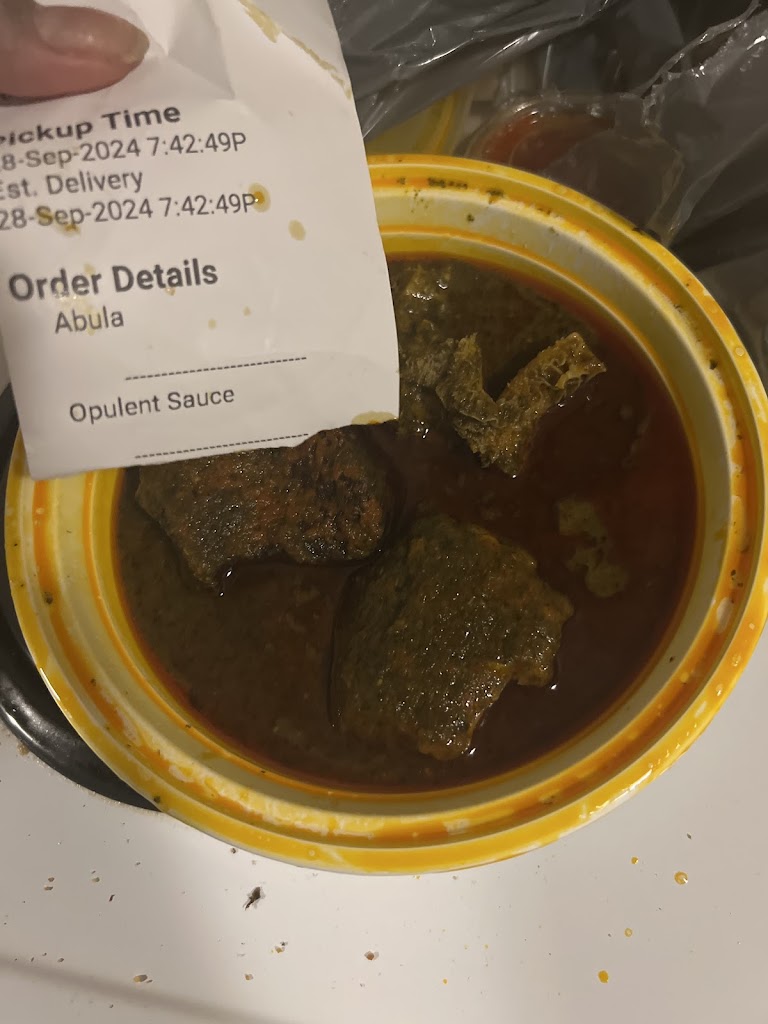 Pickup Time
8-Sep-2024 7:42:49P
Est. Delivery
28-Sep-2024 7:42:49P
Order Details
Abula
Opulent Sauce